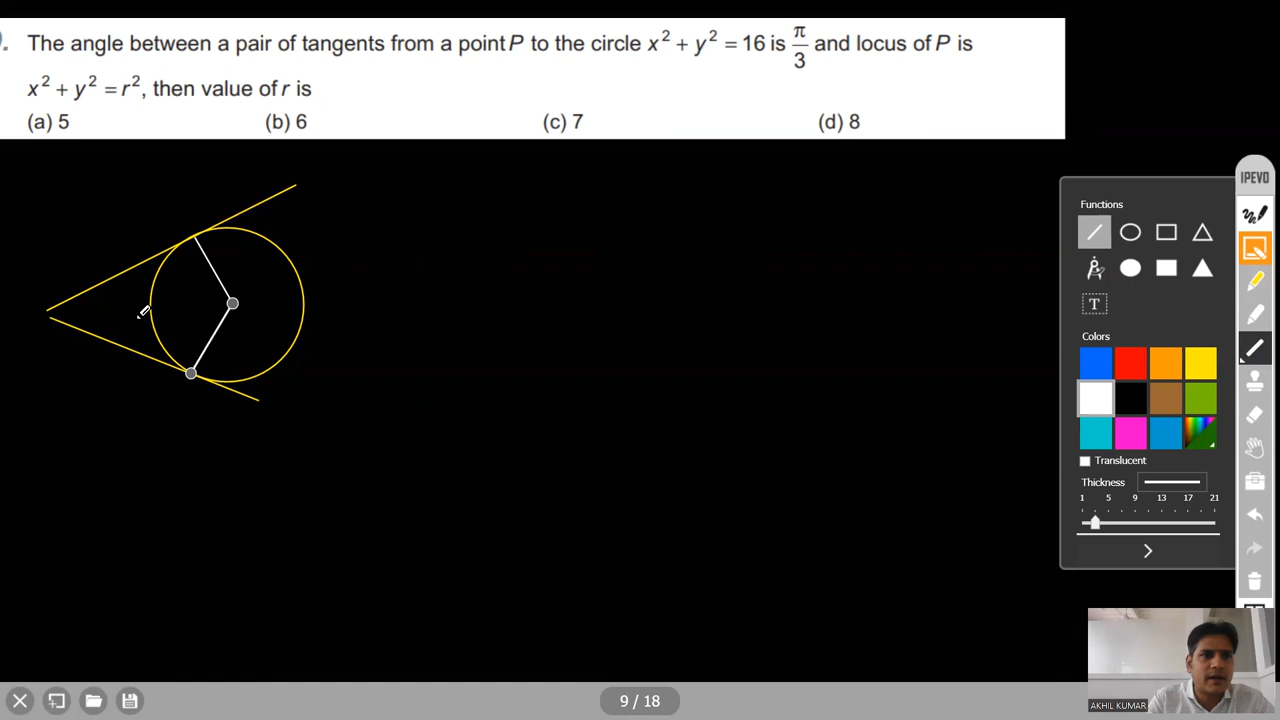 . The angle between a pair of tangents from a point P to the circle x² + y² = 16 is π/3 and locus of P is
x² + y² = r², then value of r is
(a) 5 (b) 6 (c) 7 (d) 8
IPEVO
Functions
T
Colors
Translucent
Thickness
1 5 9 13 17 21
9 / 18
AKHIL KUMAR